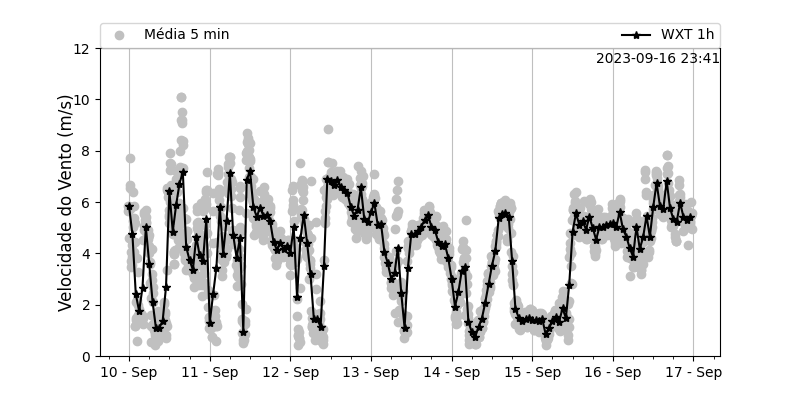 Média 5 min
WXT 1h
2023-09-16 23:41
Velocidade do Vento (m/s)
12
10
8
6
4
2
0
10 - Sep 11 - Sep 12 - Sep 13 - Sep 14 - Sep 15 - Sep 16 - Sep 17 - Sep